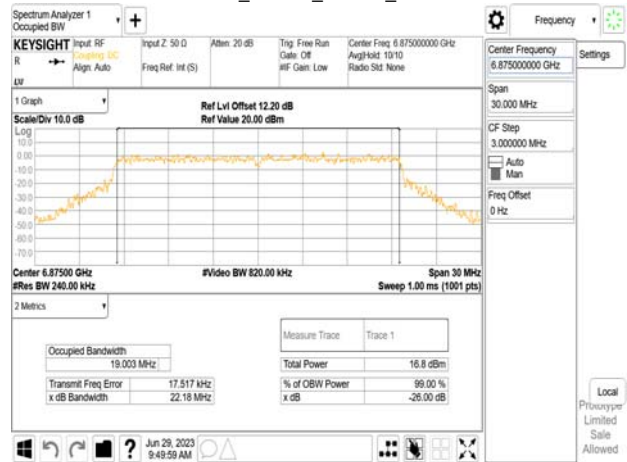 Spectrum Analyzer 1
Occupied BW
Frequency
KEYSIGHT
Input: RF
Coupling: DC
Align: Auto
Input Z: 50 Ω
Freq Ref: Int (S)
Atten: 20 dB
Trig: Free Run
Gate: Off
#IF Gain: Low
Center Freq: 6.875000000 GHz
Avg|Hold: 10/10
Radio Std: None
R
LXI
Center Frequency
6.875000000 GHz
Settings
Span
30.000 MHz
CF Step
3.000000 MHz
Auto
Man
Freq Offset
0 Hz
1 Graph
Ref Lvl Offset 12.20 dB
Scale/Div 10.0 dB
Ref Value 20.00 dBm
Log
10.0
0.00
-10.0
-20.0
-30.0
-40.0
-50.0
-60.0
-70.0
Center 6.87500 GHz
#Video BW 820.00 kHz
Span 30 MHz
#Res BW 240.00 kHz
Sweep 1.00 ms (1001 pts)
2 Metrics
Measure Trace
Trace 1
Occupied Bandwidth
19.003 MHz
Total Power
16.8 dBm
Transmit Freq Error
17.517 kHz
% of OBW Power
99.00 %
x dB Bandwidth
22.18 MHz
x dB
-26.00 dB
Local
Prototype
Limited
Sale
Allowed
Jun 29, 2023
9:49:59 AM